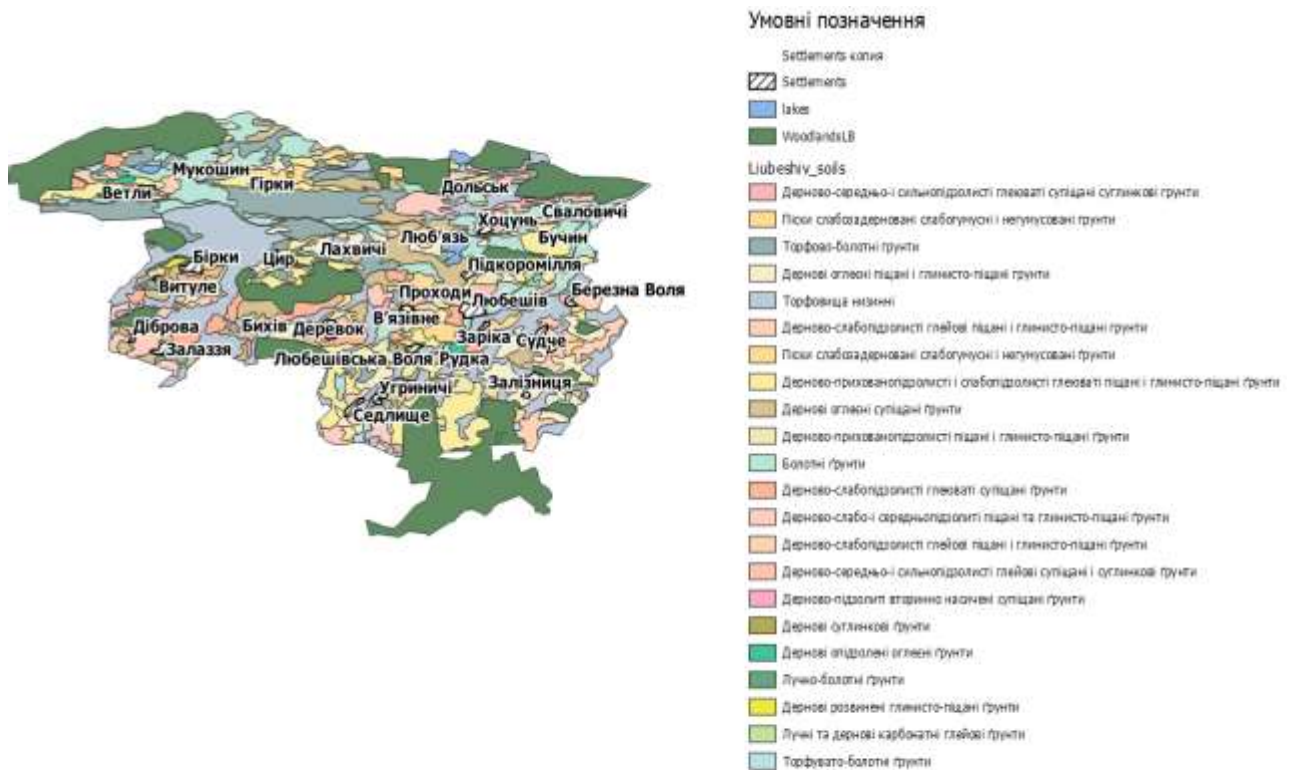 Умовні позначення
Settlements копия
Settlements
lakes
WoodlandsLB
Liubeshiv_soils
Дерново-середньо-і сильнопідзолисті глеюваті супіщані суглинкові ґрунти
Піски слабозадерновані слабогумусні і негумусовані ґрунти
Торфово-болотні ґрунти
Дернові оглеєні піщані і глинисто-піщані ґрунти
Торфовища низинні
Дерново-слабопідзолисті глейові піщані і глинисто-піщані ґрунти
Піски слабозадерновані слабогумусні і негумусовані ґрунти
Дерново-прихованопідзолисті і слабопідзолисті глеюваті піщані і глинисто-піщані ґрунти
Дернові оглеєні супіщані ґрунти
Дерново-прихованопідзолисті піщані і глинисто-піщані ґрунти
Болотні ґрунти
Дерново-слабопідзолисті глеюваті супіщані ґрунти
Дерново-слабо-і середньопідзолиті піщані та глинисто-піщані ґрунти
Дерново-слабопідзолисті глейові піщані і глинисто-піщані ґрунти
Дерново-середньо-і сильнопідзолисті глейові супіщані і суглинкові ґрунти
Дерново-підзолит вторинно насичені супіщані ґрунти
Дернові суглинкові ґрунти
Дернові опідзолені оглеєні ґрунти
Лучно-болотні ґрунти
Дернові розвинені глинисто-піщані ґрунти
Лучні та дернові карбонатні глейові ґрунти
Торфувато-болотні ґрунти
Мукошин
Ветли
Гірки
Дольськ
Сваловичі
Хоцунь
Люб'язь
Бучин
Лахвичі
Цир
Бірки
Підкоромілля
Витуле
Проходи
Березна Воля
Любешів
В'язівне
Діброва
Бихів
Деревок
Заріка
Судче
Залаззя
Любешівська Воля
Рудка
Угриничі
Залізниця
Седлище